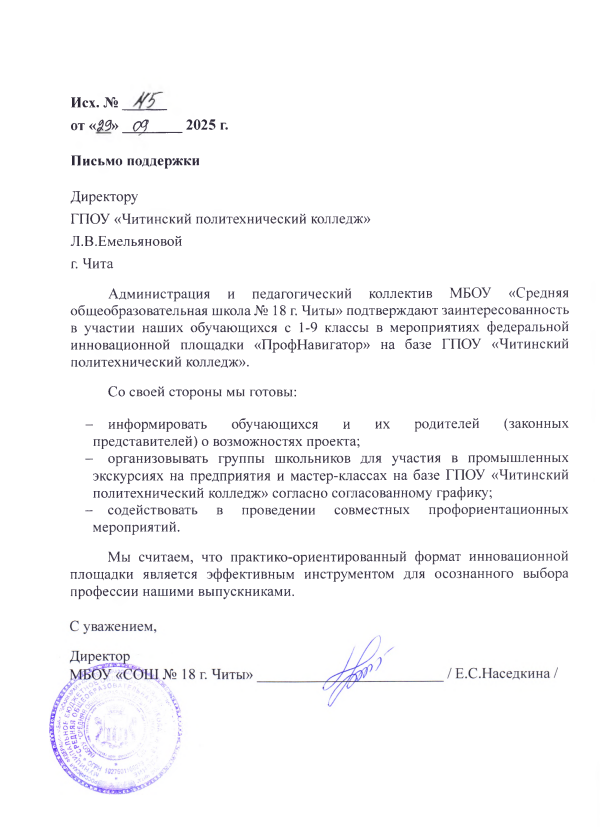 Исх. № 145
от «29» 09 2025 г.
Письмо поддержки
Директору
ГПОУ «Читинский политехнический колледж»
Л.В.Емельяновой
г. Чита
Администрация и педагогический коллектив МБОУ «Средняя
общеобразовательная школа № 18 г. Читы» подтверждают заинтересованность
в участии наших обучающихся с 1-9 классы в мероприятиях федеральной
инновационной площадки «ПрофНавигатор» на базе ГПОУ «Читинский
политехнический колледж».
Со своей стороны мы готовы:
– информировать обучающихся и их родителей (законных
представителей) о возможностях проекта;
– организовывать группы школьников для участия в промышленных
экскурсиях на предприятия и мастер-классах на базе ГПОУ «Читинский
политехнический колледж» согласно согласованному графику;
– содействовать в проведении совместных профориентационных
мероприятий.
Мы считаем, что практико-ориентированный формат инновационной
площадки является эффективным инструментом для осознанного выбора
профессии нашими выпускниками.
С уважением,
Директор
МБОУ «СОШ № 18 г. Читы» / Е.С.Наседкина /